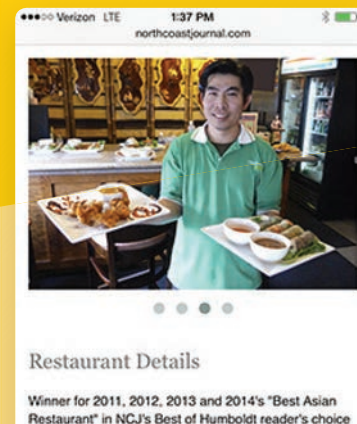 Verizon LTE 1:37 PM
northcoastjournal.com
Restaurant Details
Winner for 2011, 2012, 2013 and 2014's "Best Asian
Restaurant" in NCJ's Best of Humboldt reader's choice